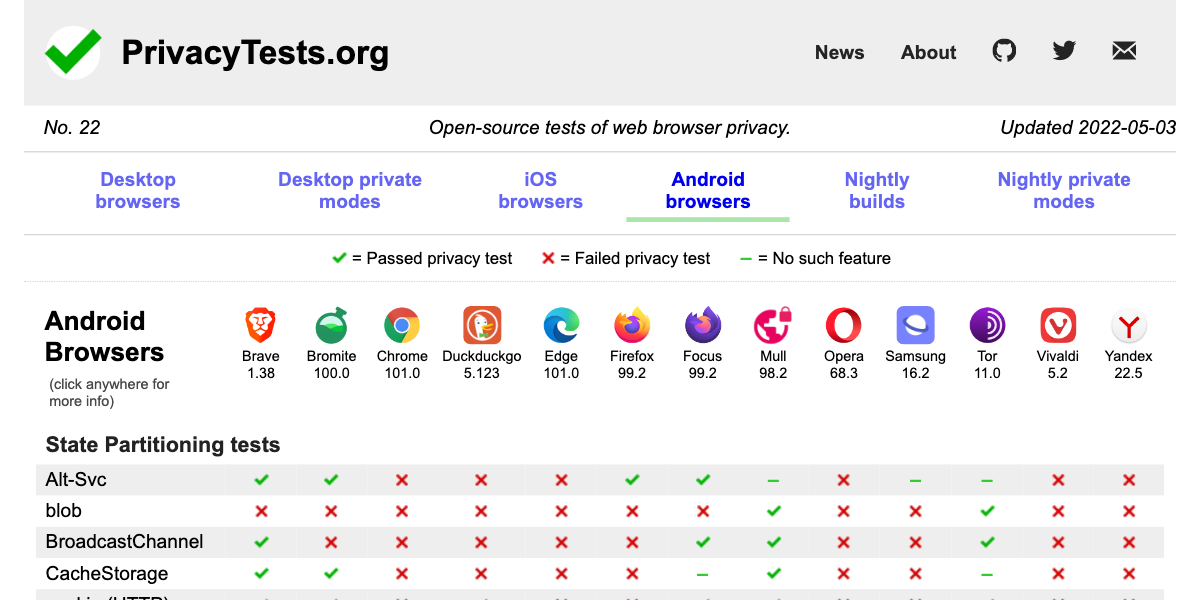 PrivacyTests.org
News About
No. 22 Open-source tests of web browser privacy. Updated 2022-05-03
Desktop browsers Desktop private modes iOS browsers Android browsers Nightly builds Nightly private modes
= Passed privacy test = Failed privacy test = No such feature
Android Browsers
(click anywhere for more info)
Brave 1.38 Bromite 100.0 Chrome 101.0 Duckduckgo 5.123 Edge 101.0 Firefox 99.2 Focus 99.2 Mull 98.2 Opera 68.3 Samsung 16.2 Tor 11.0 Vivaldi 5.2 Yandex 22.5
State Partitioning tests
Alt-Svc
blob
BroadcastChannel
CacheStorage